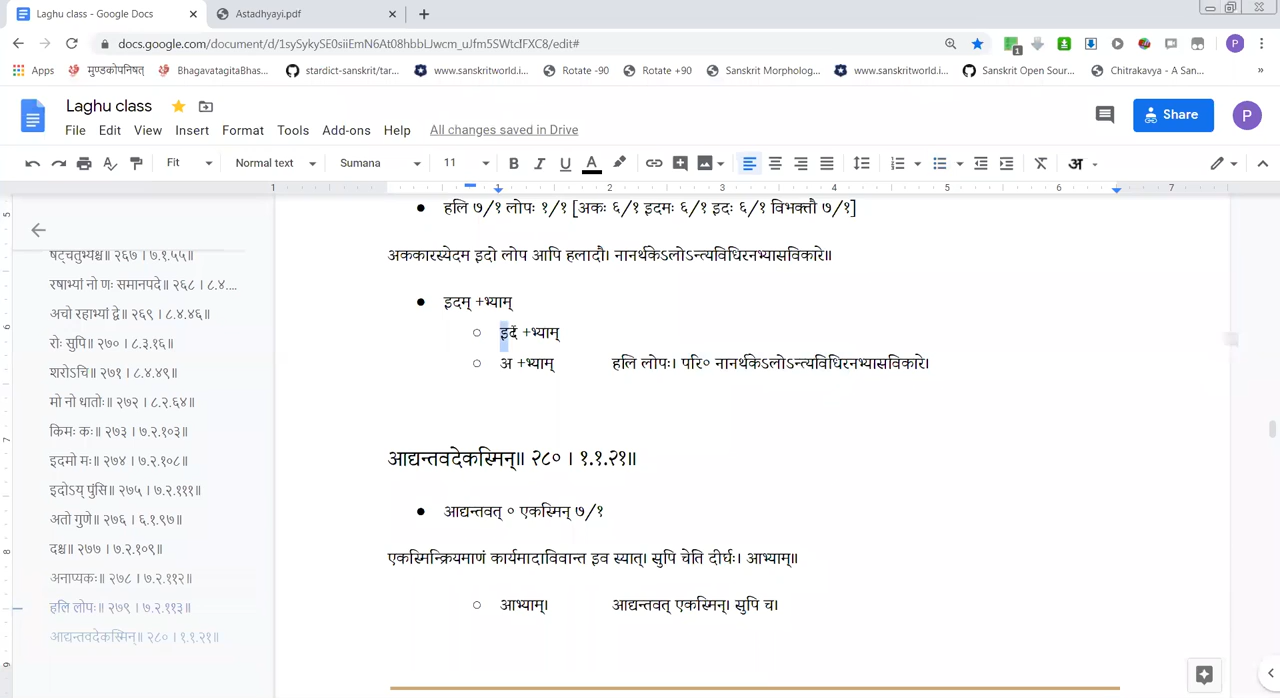 Laghu class - Google Docs
Astadhyayi.pdf
docs.google.com/document/d/1sySykySE0siiEmN6At08hbbLJwcm_uJfm5SWtcIFXC8/edit#
Apps मुण्डकोपनिषत् BhagavatagitaBhas... stardict-sanskrit/tar... www.sanskritworld.i... Rotate -90 Rotate +90 Sanskrit Morpholog... www.sanskritworld.i... Sanskrit Open Sour... Chitrakavya - A San... »
Laghu class
File Edit View Insert Format Tools Add-ons Help All changes saved in Drive
Share
P
Fit Normal text Sumana 11 B I U A अ
1 1 2 3 4 5 6 7
षट्चतुर्भ्यश्च॥ २६७ । ७.१.५५॥
रषाभ्यां नो णः समानपदे॥ २६८ । ८.४....
अचो रहाभ्यां द्वे॥ २६९ । ८.४.४६॥
रोः सुपि॥ २७० । ८.३.१६॥
शरोऽचि॥ २७१ । ८.४.४९॥
मो नो धातोः॥ २७२ । ८.२.६४॥
किमः कः॥ २७३ । ७.२.१०३॥
इदमो मः॥ २७४ । ७.२.१०८॥
इदोऽय् पुंसि॥ २७५ । ७.२.१११॥
अतो गुणे॥ २७६ । ६.१.९७॥
दश्च॥ २७७ । ७.२.१०९॥
अनाप्यकः॥ २७८ । ७.२.११२॥
हलि लोपः॥ २७९ । ७.२.११३॥
आद्यन्तवदेकस्मिन्॥ २८० । १.१.२१॥
● हलि ७/१ लोपः १/१ [अकः ६/१ इदमः ६/१ इदः ६/१ विभक्तौ ७/१]
अककारस्येदम इदो लोप आपि हलादौ। नानर्थकेऽलोऽन्त्यविधिरनभ्यासविकारे॥
● इदम् +भ्याम्
○ इदँ +भ्याम्
○ अ +भ्याम् हलि लोपः। परि० नानर्थकेऽलोऽन्त्यविधिरनभ्यासविकारे।
आद्यन्तवदेकस्मिन्॥ २८० । १.१.२१॥
● आद्यन्तवत् ० एकस्मिन् ७/१
एकस्मिन्क्रियमाणं कार्यमादाविवान्त इव स्यात्। सुपि चेति दीर्घः। आभ्याम्॥
○ आभ्याम्। आद्यन्तवत् एकस्मिन्। सुपि च।